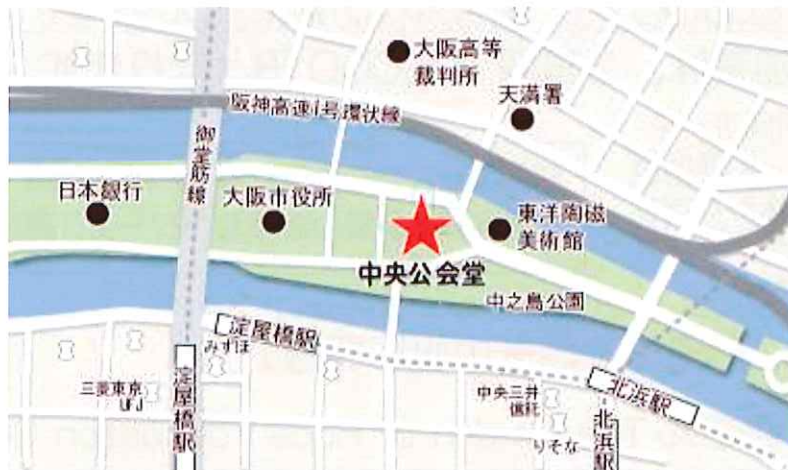 大阪高等
裁判所
天満署
阪神高速1号環状線
御堂筋線
日本銀行
大阪市役所
東洋陶磁
美術館
中央公会堂
中之島公園
淀屋橋駅
みずほ
三菱東京
UFJ
淀屋橋駅
北浜駅
中央三井
信託
りそな
北浜駅